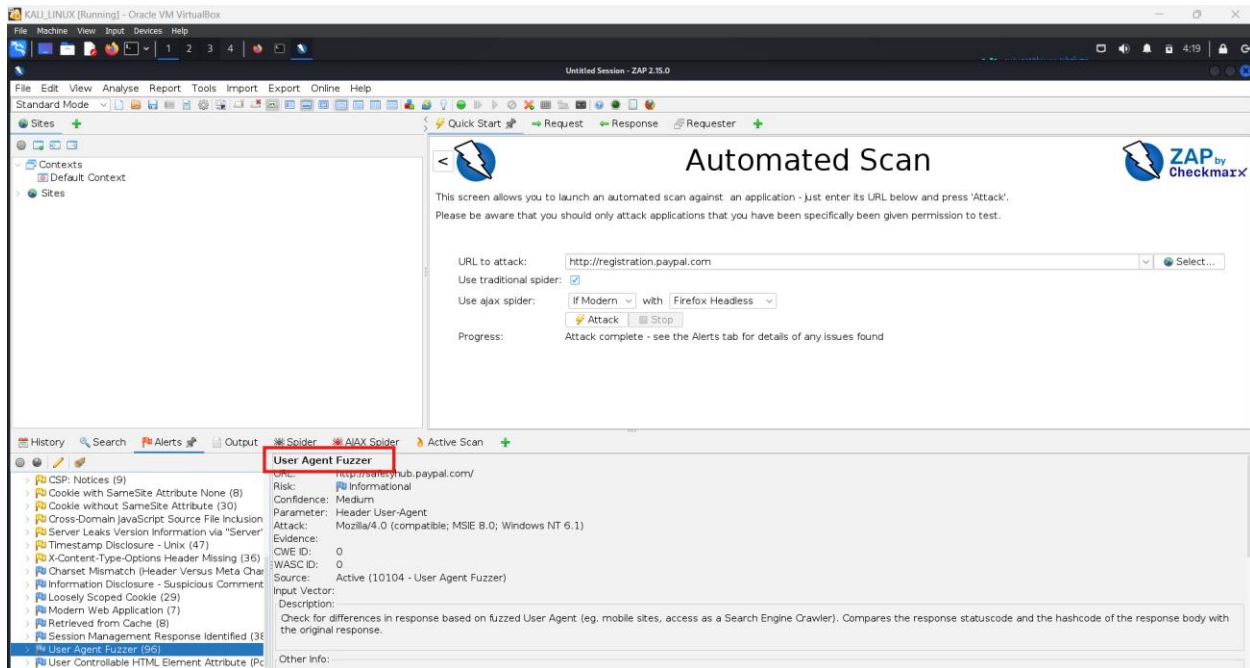 KALI_LINUX [Running] - Oracle VM VirtualBox
File Machine View Input Devices Help
1 2 3 4
4:19
Untitled Session - ZAP 2.15.0
File Edit View Analyse Report Tools Import Export Online Help
Standard Mode
Sites
Quick Start Request Response Requester
Contexts
Default Context
Sites
<
Automated Scan
ZAP by
Checkmarx
This screen allows you to launch an automated scan against an application - just enter its URL below and press 'Attack'.
Please be aware that you should only attack applications that you have been specifically been given permission to test.
URL to attack: http://registration.paypal.com Select...
Use traditional spider:
Use ajax spider: If Modern with Firefox Headless
Attack Stop
Progress: Attack complete - see the Alerts tab for details of any issues found
History Search Alerts Output Spider AJAX Spider Active Scan
CSP: Notices (9)
Cookie with SameSite Attribute None (8)
Cookie without SameSite Attribute (30)
Cross-Domain JavaScript Source File Inclusion
Server Leaks Version Information via "Server"
Timestamp Disclosure - Unix (47)
X-Content-Type-Options Header Missing (36)
Charset Mismatch (Header Versus Meta Char
Information Disclosure - Suspicious Comment
Loosely Scoped Cookie (29)
Modern Web Application (7)
Retrieved from Cache (8)
Session Management Response Identified (38
User Agent Fuzzer (96)
User Controllable HTML Element Attribute (Po
User Agent Fuzzer
URL: http://safetyhub.paypal.com/
Risk: Informational
Confidence: Medium
Parameter: Header User-Agent
Attack: Mozilla/4.0 (compatible; MSIE 8.0; Windows NT 6.1)
Evidence:
CWE ID: 0
WASC ID: 0
Source: Active (10104 - User Agent Fuzzer)
Input Vector:
Description:
Check for differences in response based on fuzzed User Agent (eg. mobile sites, access as a Search Engine Crawler). Compares the response statuscode and the hashcode of the response body with
the original response.
Other Info: